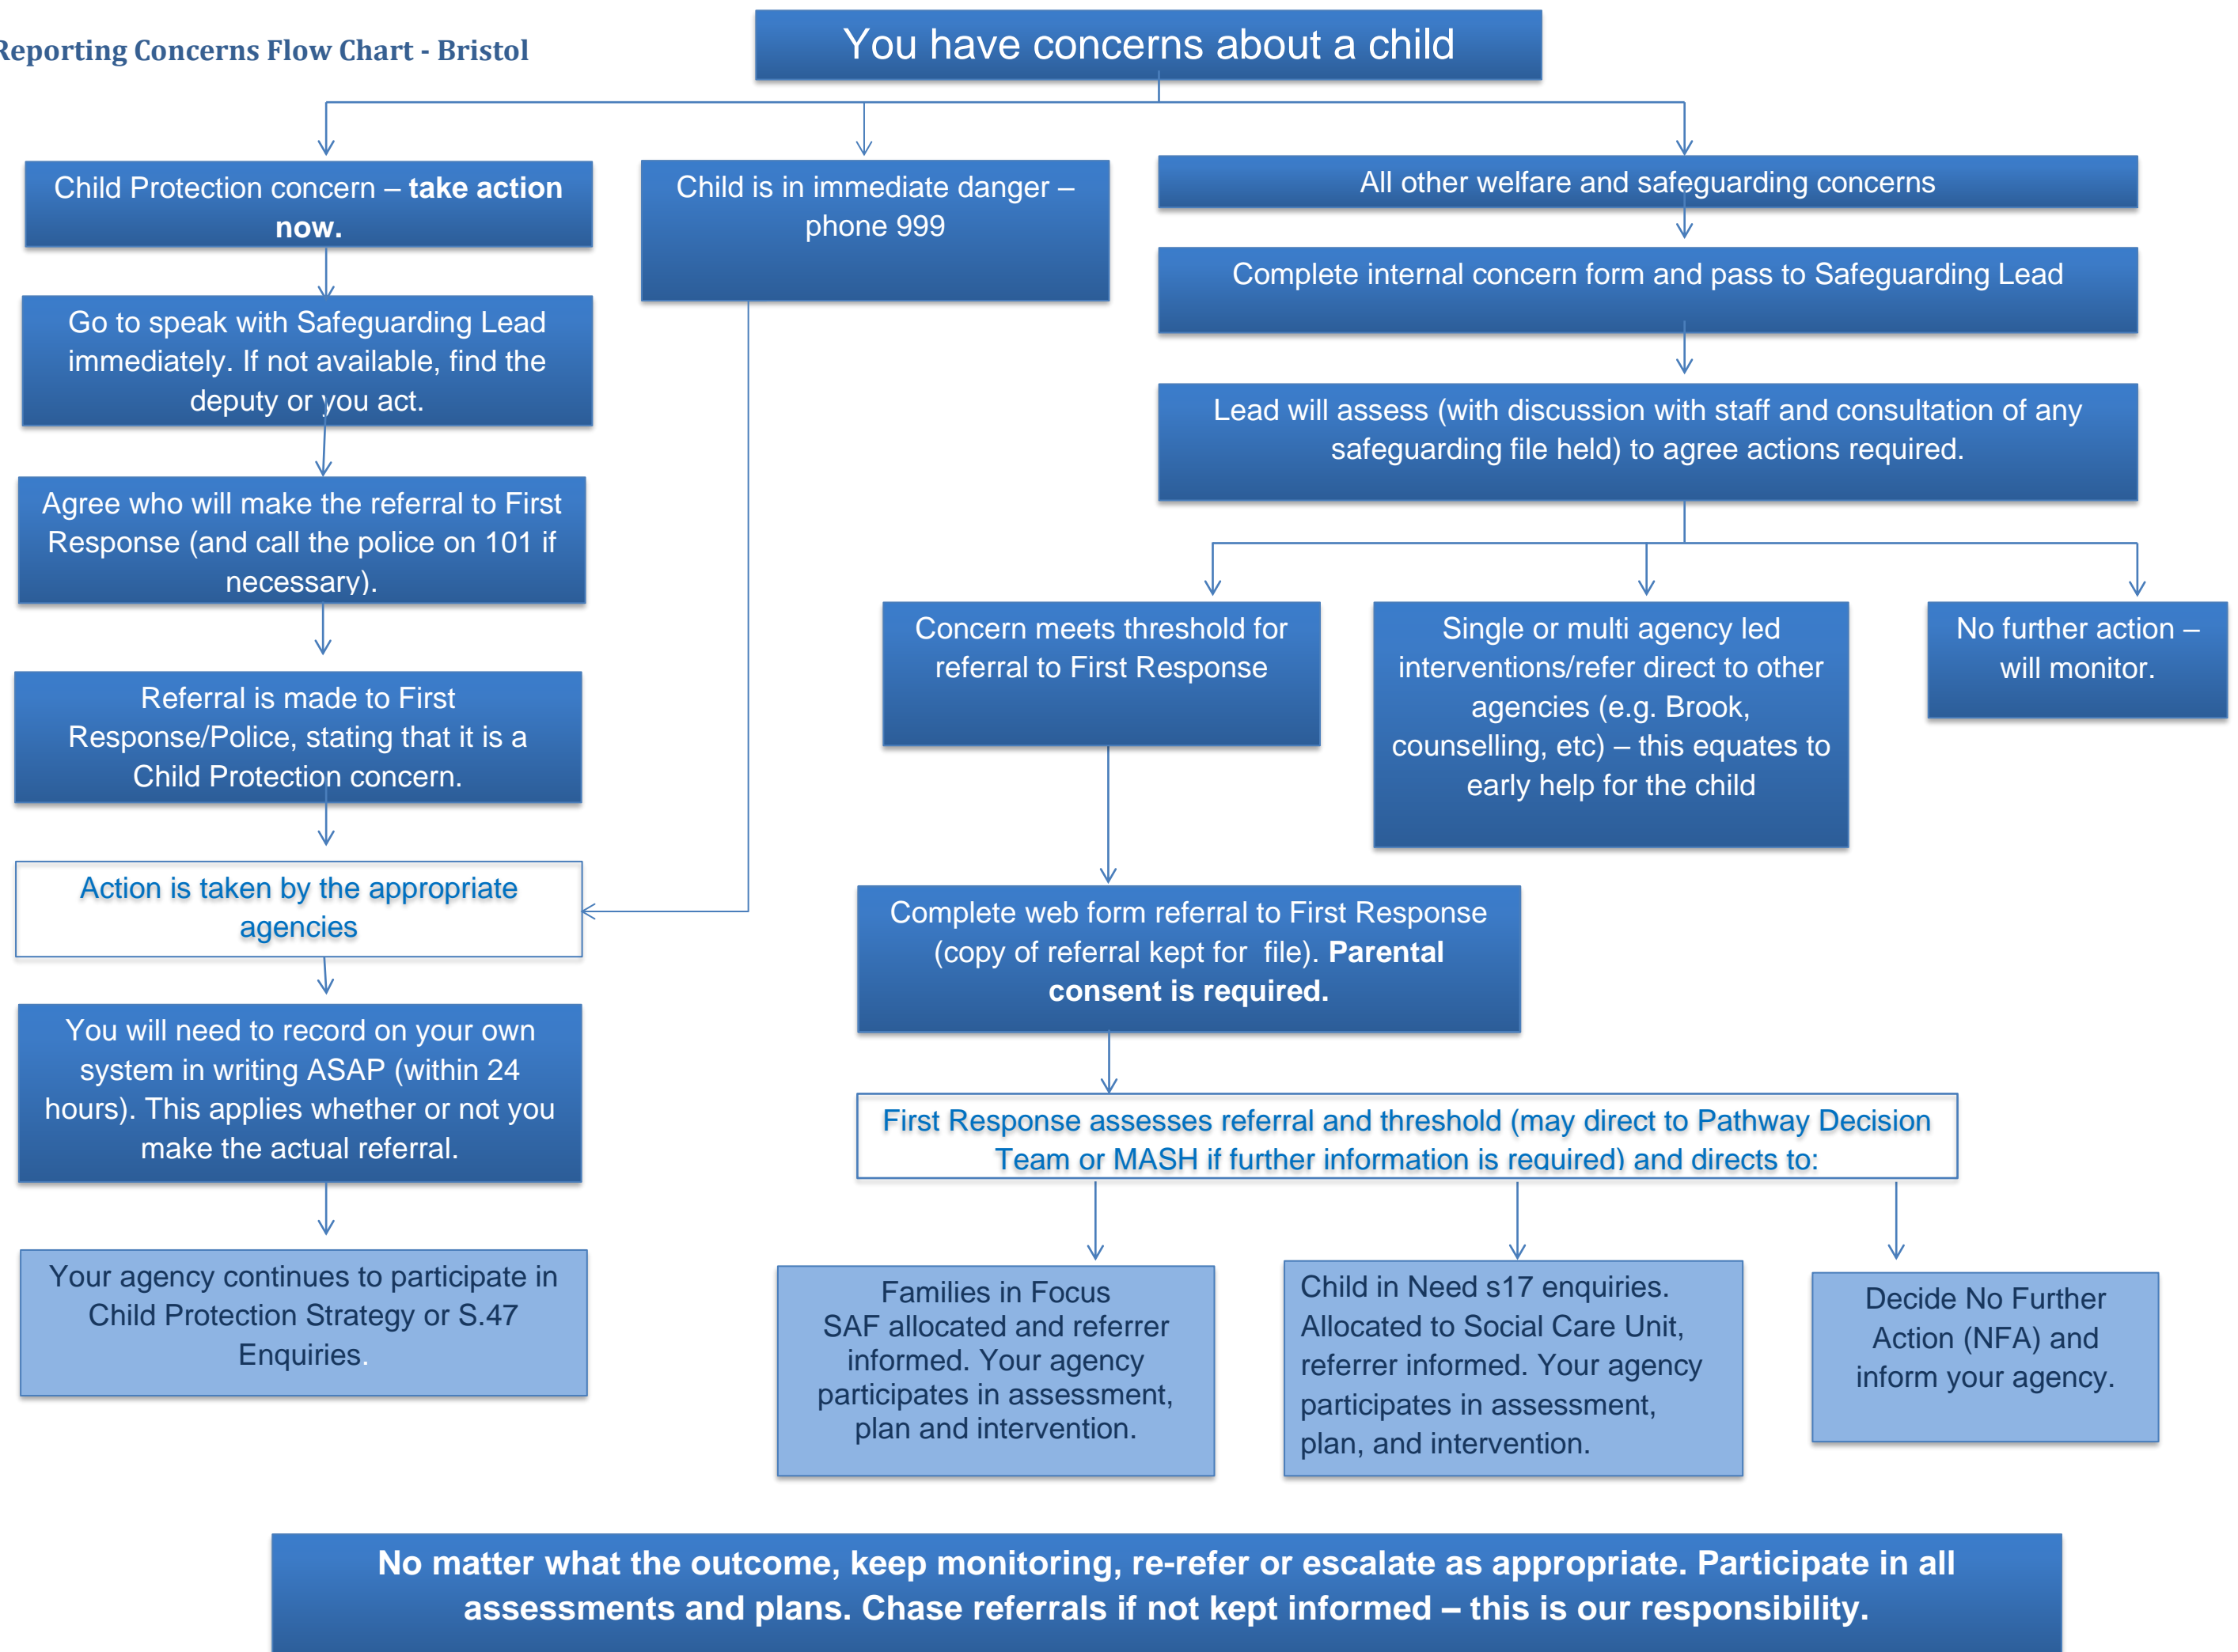 Reporting Concerns Flow Chart - Bristol
You have concerns about a child
Child Protection concern – take action
now.
Child is in immediate danger –
phone 999
All other welfare and safeguarding concerns
Go to speak with Safeguarding Lead
immediately. If not available, find the
deputy or you act.
Complete internal concern form and pass to Safeguarding Lead
Lead will assess (with discussion with staff and consultation of any
safeguarding file held) to agree actions required.
Agree who will make the referral to First
Response (and call the police on 101 if
necessary).
Concern meets threshold for
referral to First Response
Single or multi agency led
interventions/refer direct to other
agencies (e.g. Brook,
counselling, etc) – this equates to
early help for the child
No further action –
will monitor.
Referral is made to First
Response/Police, stating that it is a
Child Protection concern.
Action is taken by the appropriate
agencies
Complete web form referral to First Response
(copy of referral kept for file). Parental
consent is required.
You will need to record on your own
system in writing ASAP (within 24
hours). This applies whether or not you
make the actual referral.
First Response assesses referral and threshold (may direct to Pathway Decision
Team or MASH if further information is required) and directs to:
Your agency continues to participate in
Child Protection Strategy or S.47
Enquiries.
Families in Focus
SAF allocated and referrer
informed. Your agency
participates in assessment,
plan and intervention.
Child in Need s17 enquiries.
Allocated to Social Care Unit,
referrer informed. Your agency
participates in assessment,
plan, and intervention.
Decide No Further
Action (NFA) and
inform your agency.
No matter what the outcome, keep monitoring, re-refer or escalate as appropriate. Participate in all
assessments and plans. Chase referrals if not kept informed – this is our responsibility.